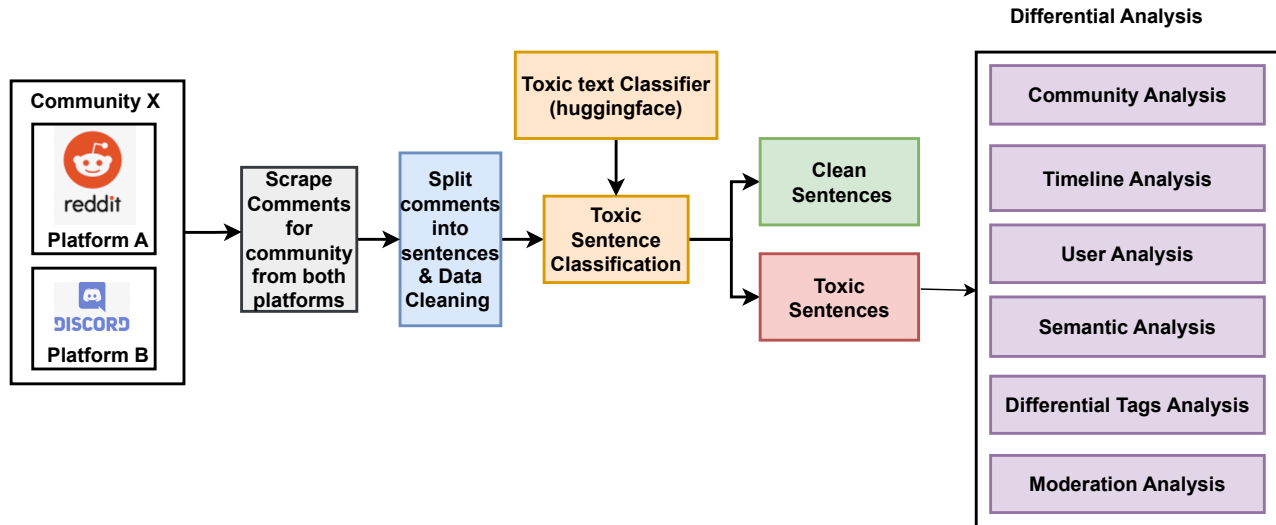 Differential Analysis
Community X
reddit
Platform A
DISCORD
Platform B
Scrape
Comments
for
community
from both
platforms
Split
comments
into
sentences
& Data
Cleaning
Toxic text Classifier
(huggingface)
Toxic
Sentence
Classification
Clean
Sentences
Toxic
Sentences
Community Analysis
Timeline Analysis
User Analysis
Semantic Analysis
Differential Tags Analysis
Moderation Analysis